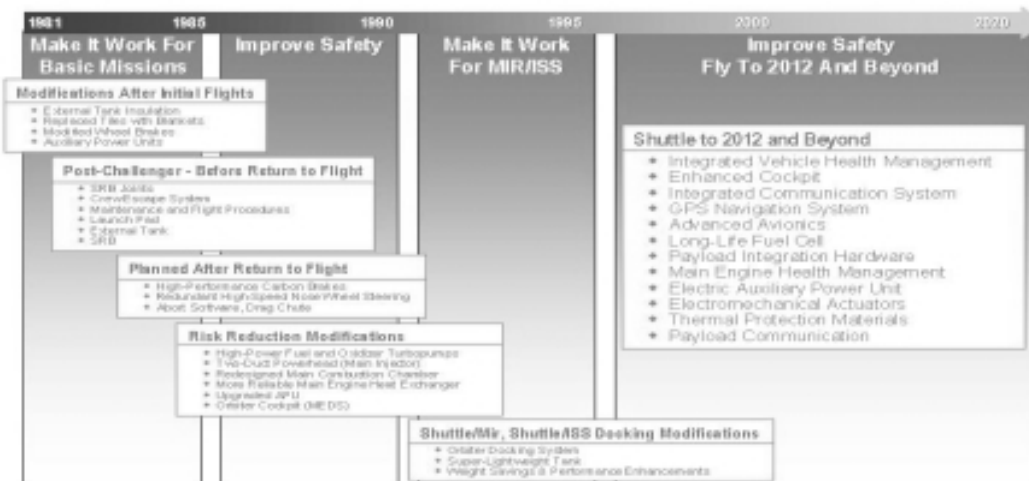 1981 1985 1990 1995 2000 2020
Make It Work For
Basic Missions
Improve Safety
Make It Work
For MIR/ISS
Improve Safety
Fly To 2012 And Beyond
Modifications After Initial Flights
External Tank Insulation
Replaced Tiles with Blankets
Modified Wheel Brakes
Auxiliary Power Units
Post-Challenger - Before Return to Flight
SRB Joints
CrewEscape System
Maintenance and Flight Procedures
Launch Pad
External Tank
SRB
Planned After Return to Flight
High-Performance Carbon Brakes
Redundant High-Speed Nose Wheel Steering
Abort Software, Drag Chute
Risk Reduction Modifications
High-Power Fuel and Oxidizer Turbopumps
Two-Duct Powerhead (Main Injector)
Redesigned Main Combustion Chamber
More Reliable Main Engine Heat Exchanger
Upgraded APU
Orbiter Cockpit (MEDS)
Shuttle/Mir, Shuttle/ISS Docking Modifications
Orbiter Docking System
Super-Lightweight Tank
Weight Savings & Performance Enhancements
Shuttle to 2012 and Beyond
Integrated Vehicle Health Management
Enhanced Cockpit
Integrated Communication System
GPS Navigation System
Advanced Avionics
Long-Life Fuel Cell
Payload Integration Hardware
Main Engine Health Management
Electric Auxiliary Power Unit
Electromechanical Actuators
Thermal Protection Materials
Payload Communication